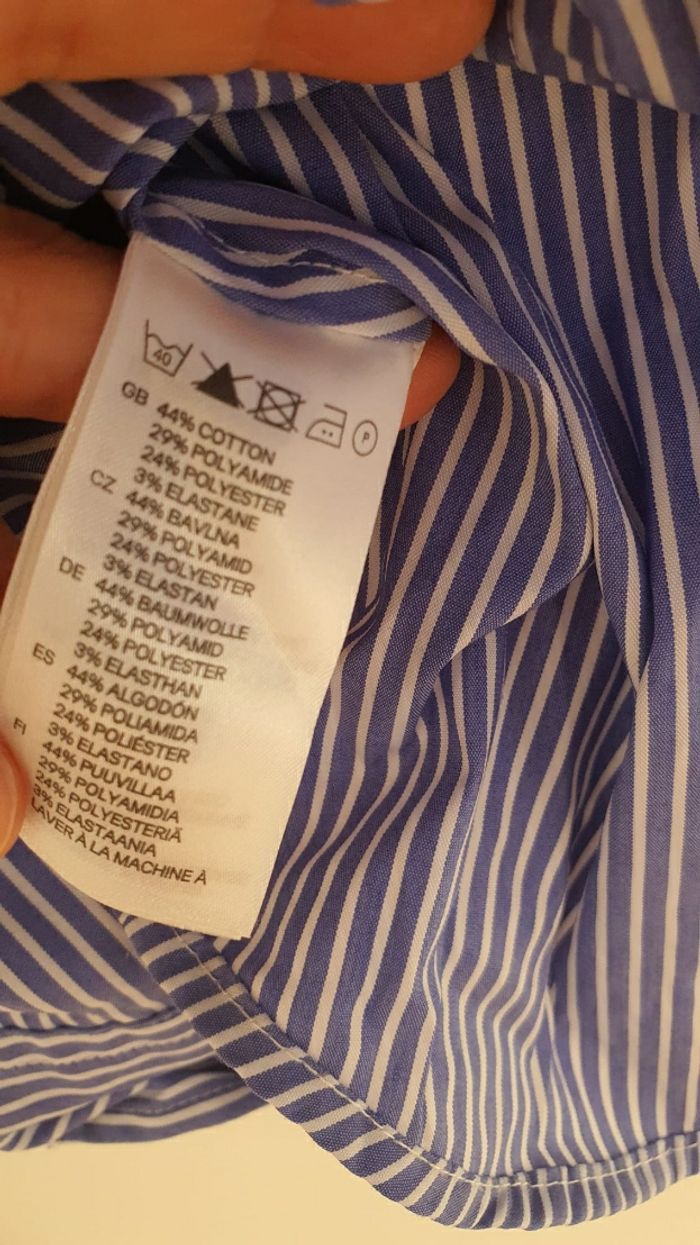 40
P
GB 44% COTTON
29% POLYAMIDE
24% POLYESTER
3% ELASTANE
CZ 44% BAVLNA
29% POLYAMID
24% POLYESTER
3% ELASTAN
DE 44% BAUMWOLLE
29% POLYAMID
24% POLYESTER
3% ELASTHAN
ES 44% ALGODÓN
29% POLIAMIDA
24% POLIÉSTER
3% ELASTANO
FI 44% PUUVILLAA
29% POLYAMIDIA
24% POLYESTERIÄ
3% ELASTAANIA
LAVER À LA MACHINE À